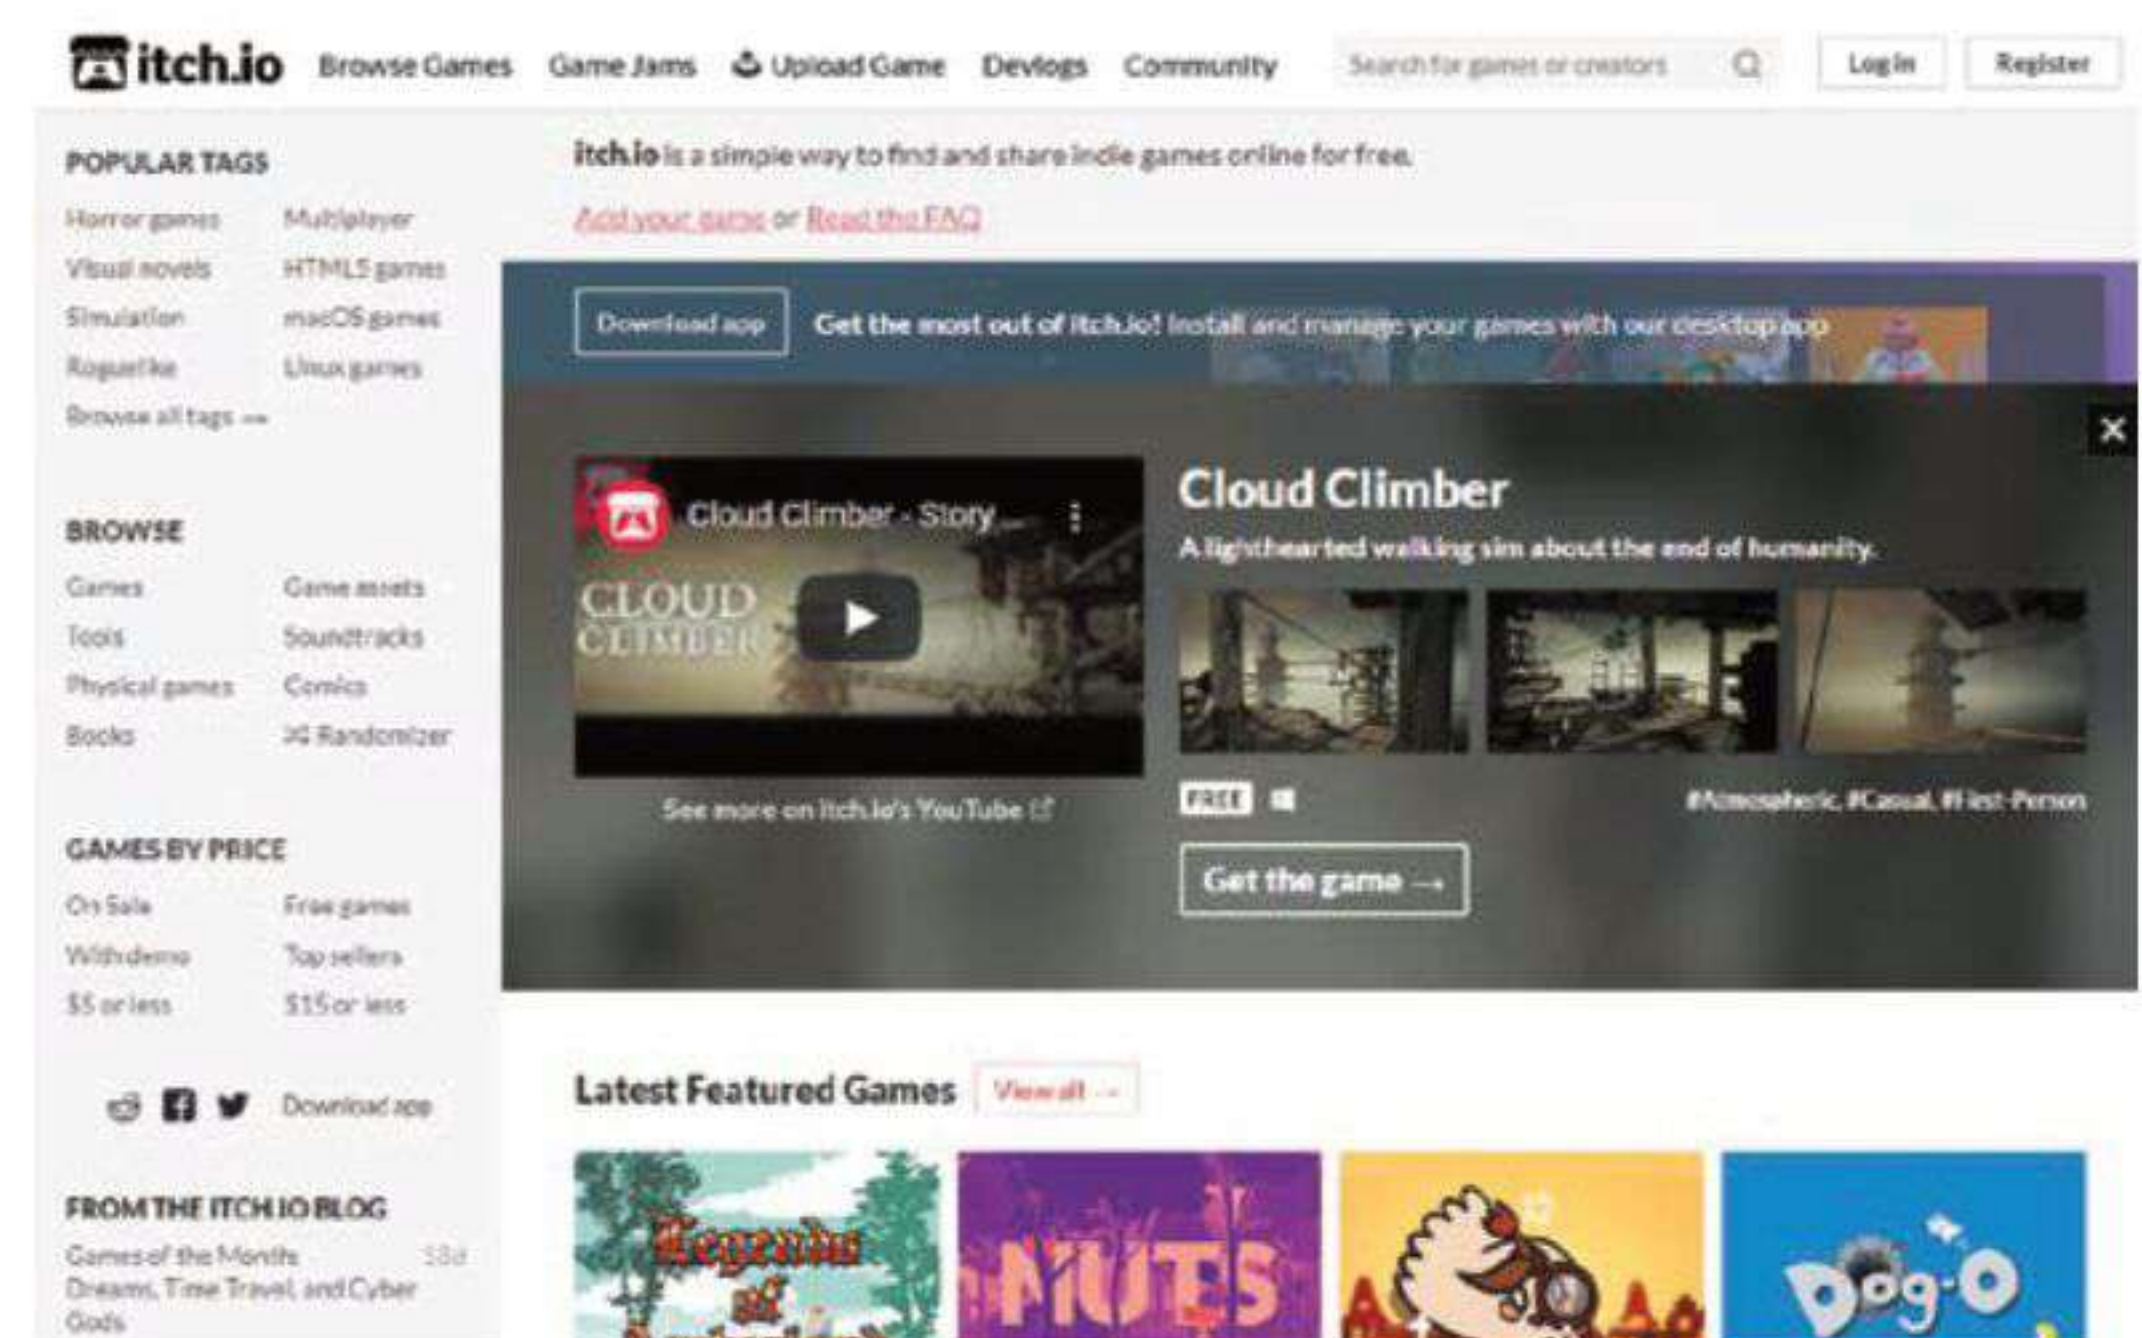 itch.io Browse Games Game Jams Upload Game Devlogs Community Search for games or creators Log in Register
POPULAR TAGS
Horror games Multiplayer
Visual novels HTML5 games
Simulation macOS games
Roguelike Linux games
Browse all tags →
BROWSE
Games Game assets
Tools Soundtracks
Physical games Comics
Books Randomizer
GAMES BY PRICE
On Sale Free games
With demo Top sellers
$5 or less $15 or less
Download app
FROM THE ITCH.IO BLOG
Games of the Month: 18d
Dreams, Time Travel, and Cyber
Gods
itch.io is a simple way to find and share indie games online for free.
Add your game or Read the FAQ
Download app Get the most out of itch.io! Install and manage your games with our desktop app
Cloud Climber - Story...
CLOUD
CLIMBER
See more on itch.io's YouTube
Cloud Climber
A lighthearted walking sim about the end of humanity.
FREE #Atmospheric, #Casual, #First-Person
Get the game →
Latest Featured Games View all →
Legends
of
NUTS
Dog-O